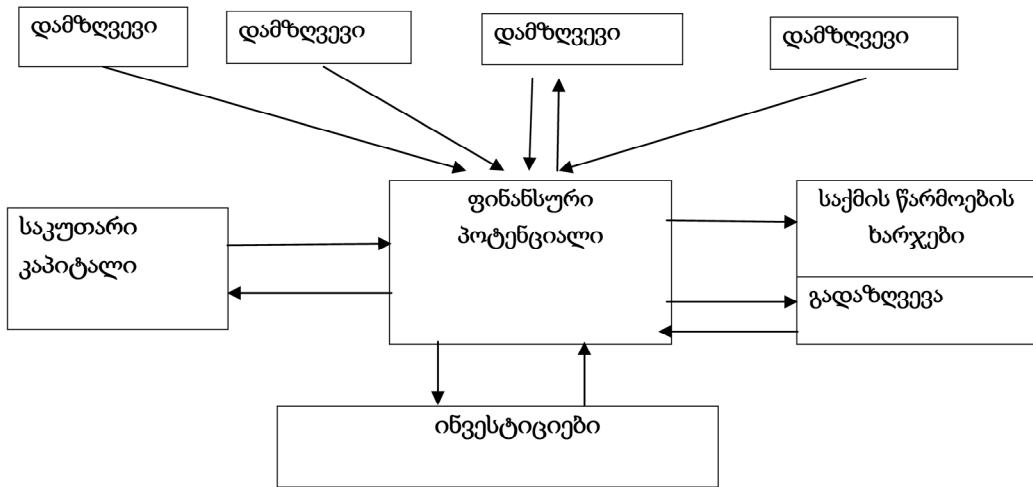 დამზღვევი
დამზღვევი
დამზღვევი
დამზღვევი
საკუთარი
კაპიტალი
ფინანსური
პოტენციალი
საქმის წარმოების
ხარჯები
გადაზღვევა
ინვესტიციები